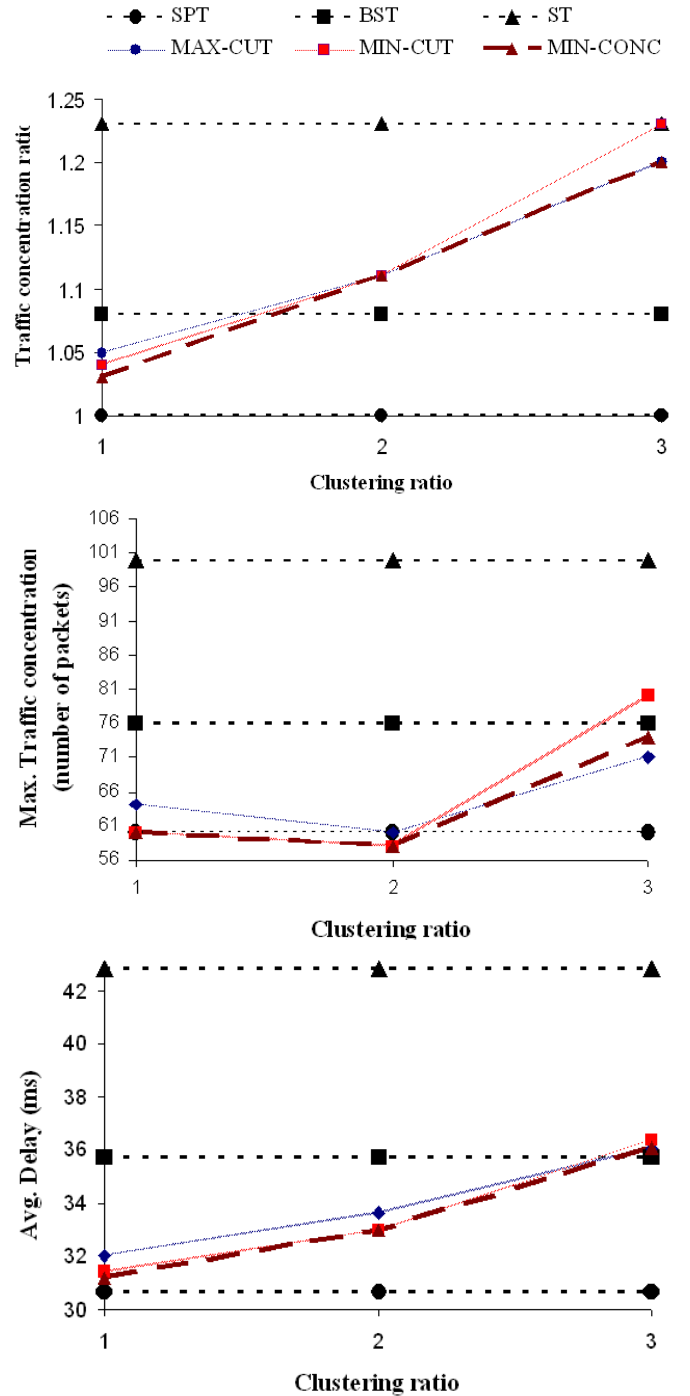 SPT BST ST
MAX-CUT MIN-CUT MIN-CONC
Traffic concentration ratio
1.25
1.2
1.15
1.1
1.05
1
1 2 3
Clustering ratio
Max. Traffic concentration
(number of packets)
106
101
96
91
86
81
76
71
66
61
56
1 2 3
Clustering ratio
Avg. Delay (ms)
42
40
38
36
34
32
30
1 2 3
Clustering ratio